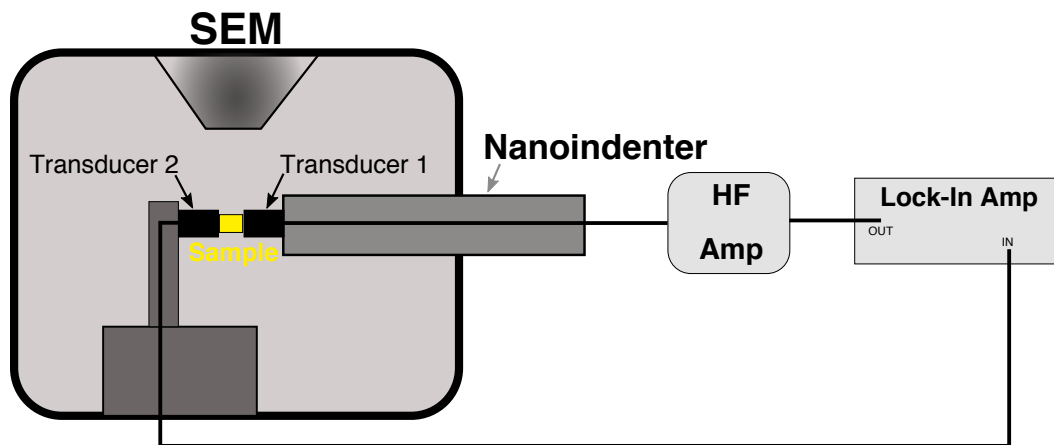 SEM
Transducer 2
Transducer 1
Sample
Nanoindenter
HF
Amp
Lock-In Amp
OUT
IN